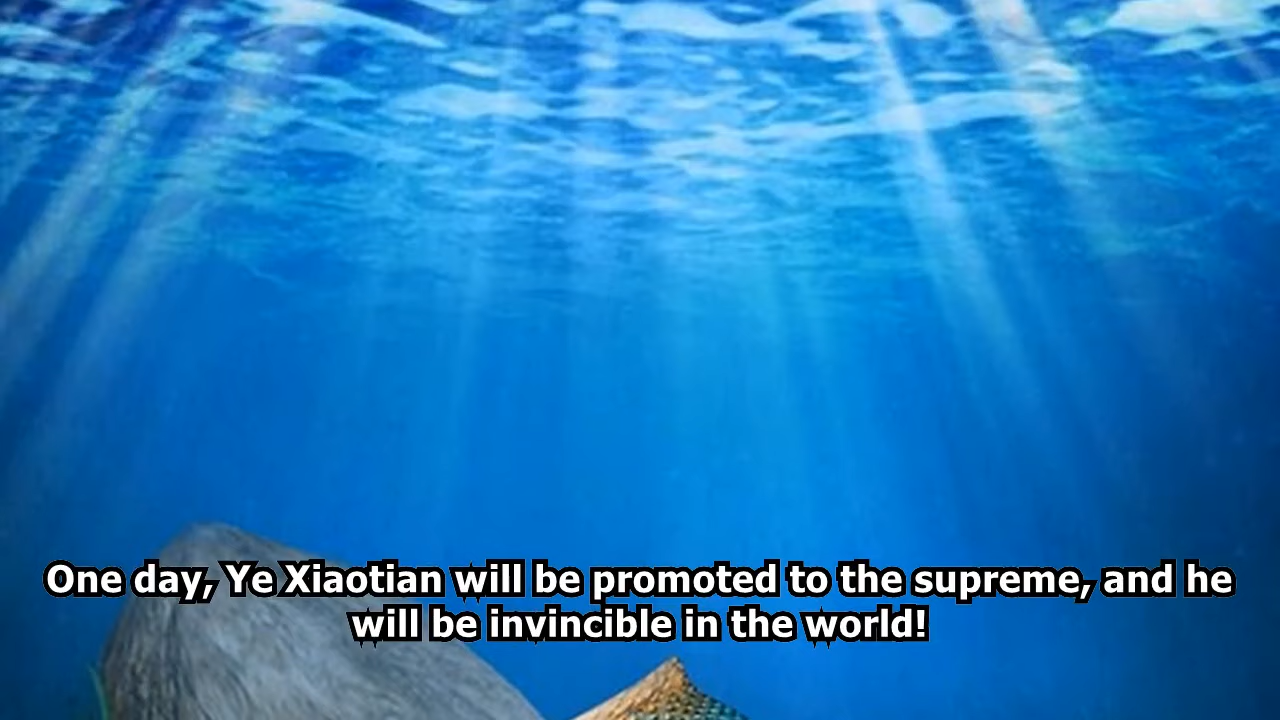 One day, Ye Xiaotian will be promoted to the supreme, and he
will be invincible in the world!